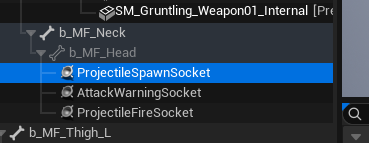 SM_Gruntling_Weapon01_Internal [Pre
b_MF_Neck
b_MF_Head
ProjectileSpawnSocket
AttackWarningSocket
ProjectileFireSocket
b_MF_Thigh_L